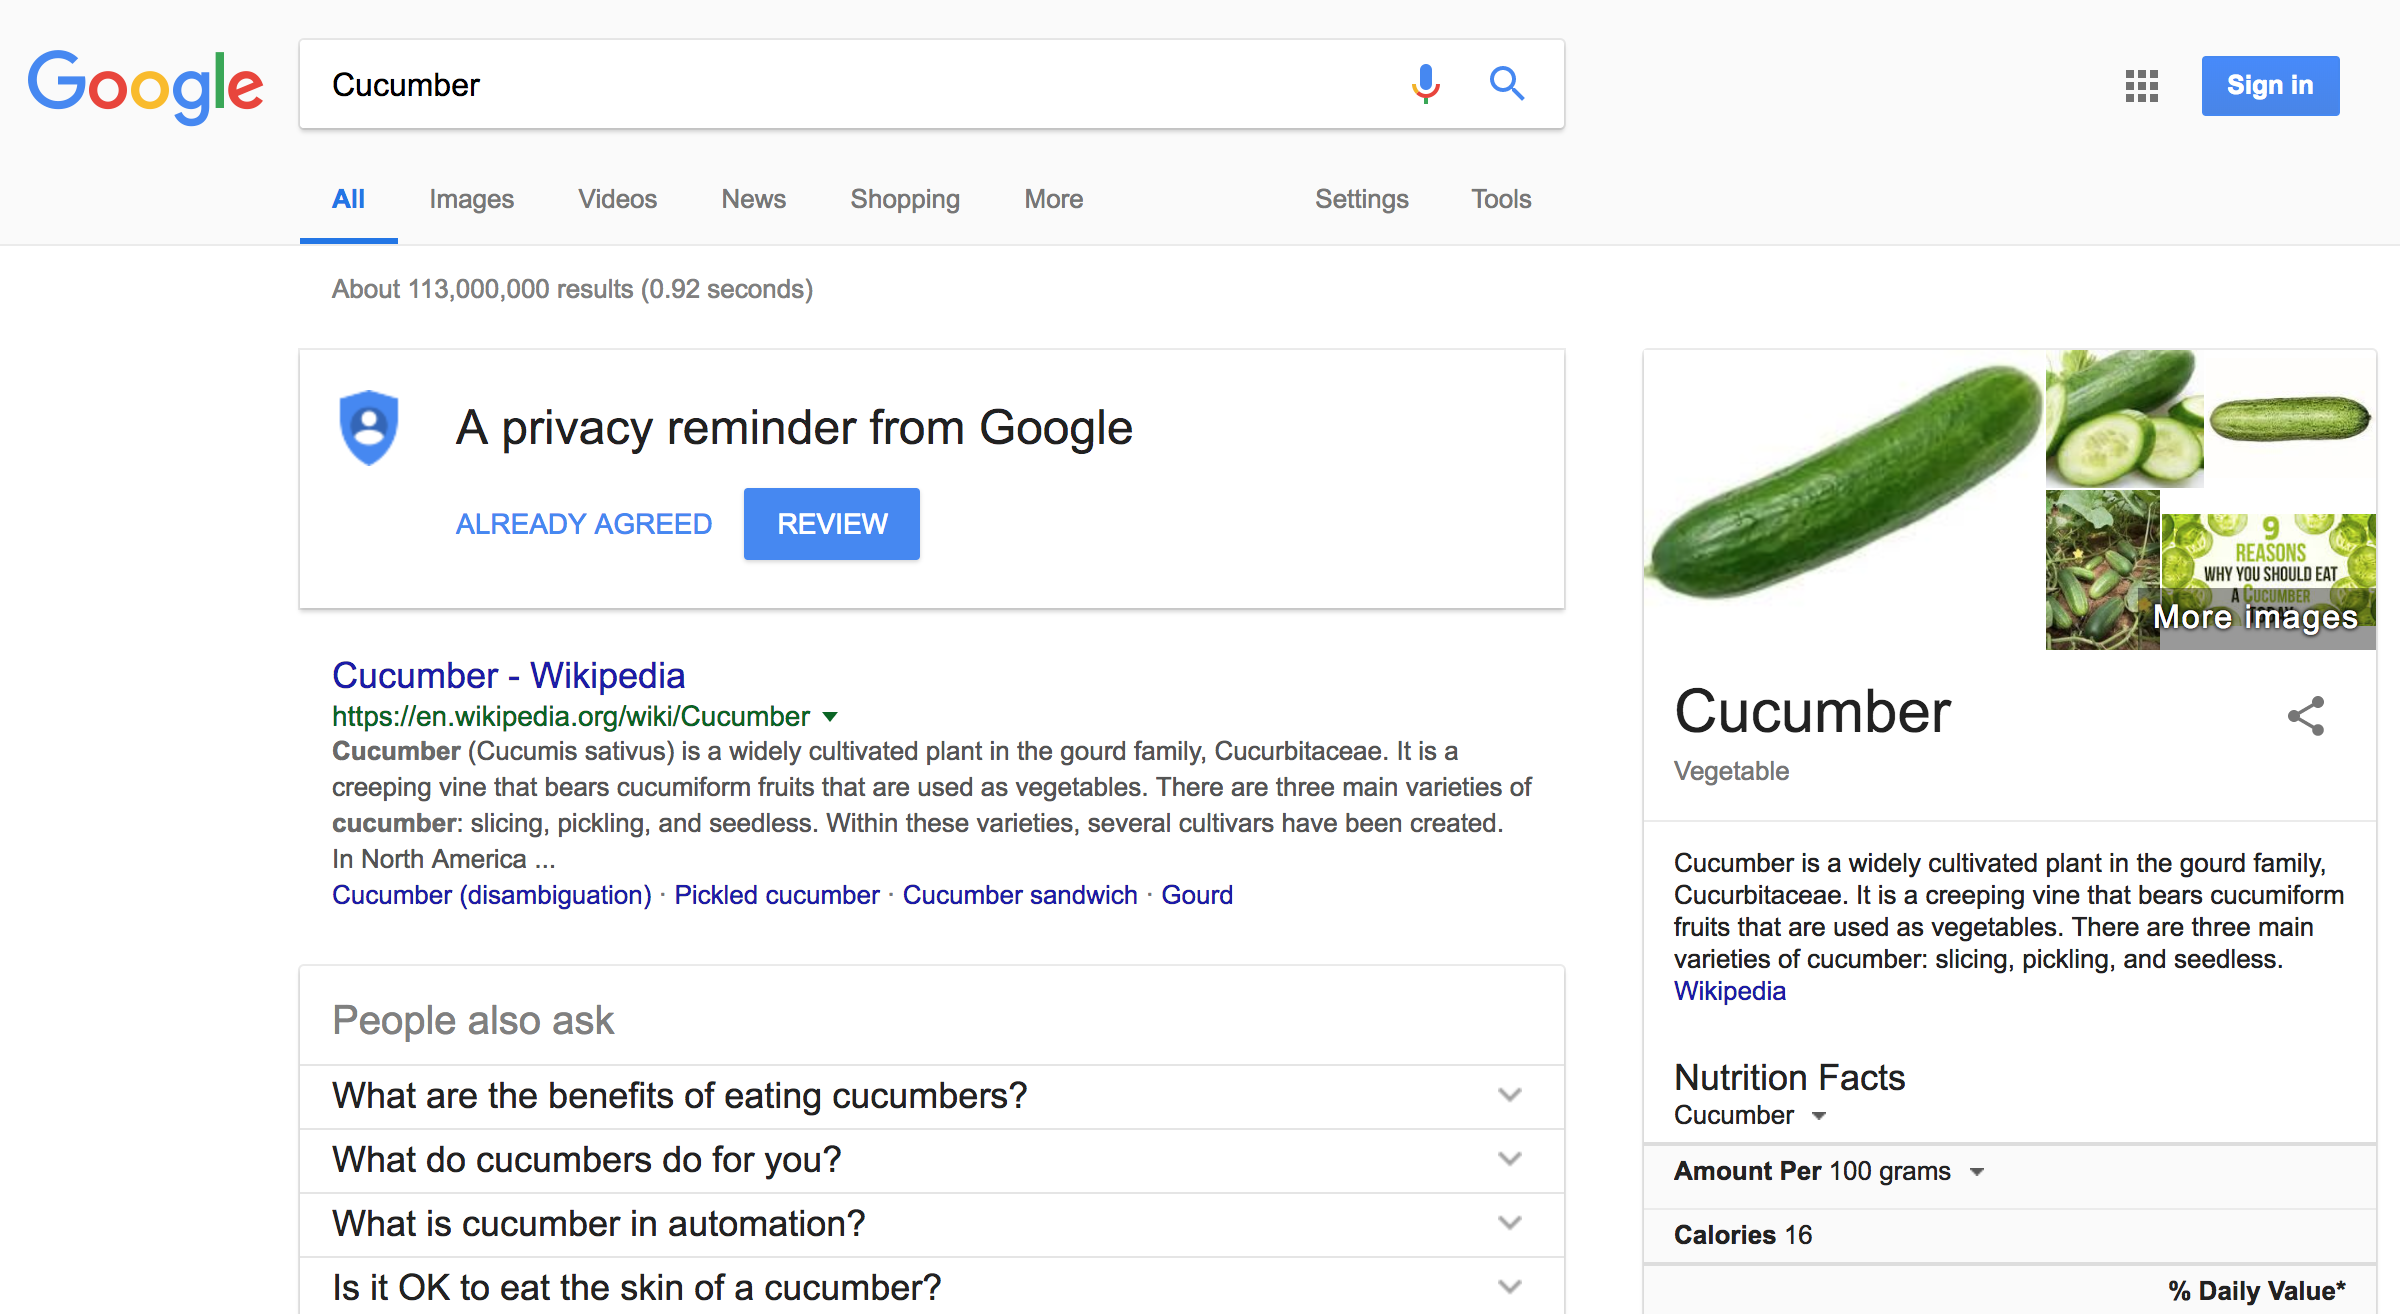 Google
Cucumber
Sign in
All Images Videos News Shopping More Settings Tools
About 113,000,000 results (0.92 seconds)
A privacy reminder from Google
ALREADY AGREED REVIEW
Cucumber - Wikipedia
https://en.wikipedia.org/wiki/Cucumber
Cucumber (Cucumis sativus) is a widely cultivated plant in the gourd family, Cucurbitaceae. It is a
creeping vine that bears cucumiform fruits that are used as vegetables. There are three main varieties of
cucumber: slicing, pickling, and seedless. Within these varieties, several cultivars have been created.
In North America ...
Cucumber (disambiguation) · Pickled cucumber · Cucumber sandwich · Gourd
People also ask
What are the benefits of eating cucumbers?
What do cucumbers do for you?
What is cucumber in automation?
Is it OK to eat the skin of a cucumber?
9
REASONS
WHY YOU SHOULD EAT
A CUCUMBER
More images
Cucumber
Vegetable
Cucumber is a widely cultivated plant in the gourd family,
Cucurbitaceae. It is a creeping vine that bears cucumiform
fruits that are used as vegetables. There are three main
varieties of cucumber: slicing, pickling, and seedless.
Wikipedia
Nutrition Facts
Cucumber
Amount Per 100 grams
Calories 16
% Daily Value*